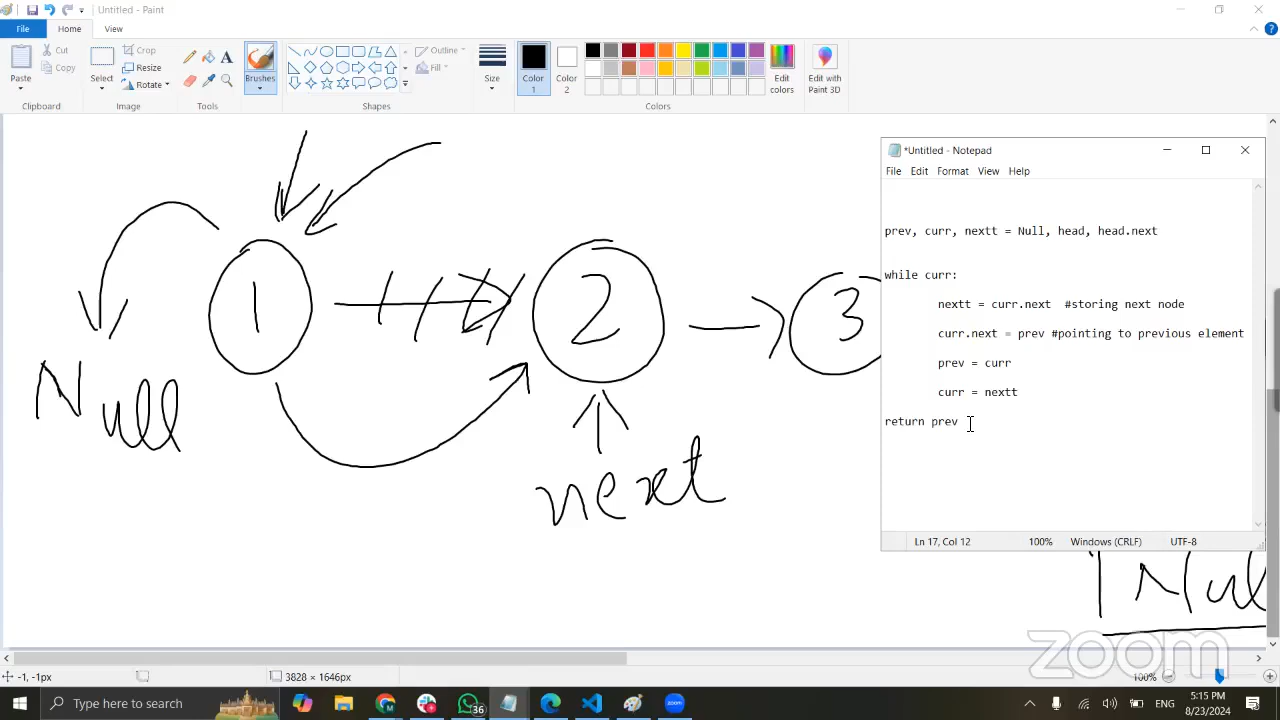 Untitled - Paint
File
Home
View
Paste
Cut
Copy
Clipboard
Select
Crop
Resize
Rotate
Image
Tools
Brushes
Outline
Fill
Shapes
Size
Color 1
Color 2
Edit colors
Colors
Edit with Paint 3D
1
2
3
Null
next
Null
*Untitled - Notepad
File Edit Format View Help
prev, curr, nextt = Null, head, head.next
while curr:
nextt = curr.next #storing next node
curr.next = prev #pointing to previous element
prev = curr
curr = nextt
return prev
Ln 17, Col 12
100%
Windows (CRLF)
UTF-8
zoom
-1, -1px
3828 × 1646px
100%
Type here to search
36
zoom
ENG
5:15 PM
8/23/2024